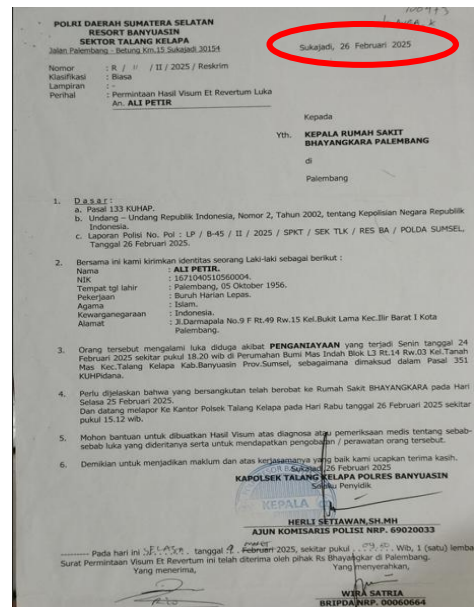 POLRI DAERAH SUMATERA SELATAN
RESORT BANYUASIN
SEKTOR TALANG KELAPA
Jalan Palembang - Betung Km.15 Sukajadi 30154
Sukajadi, 26 Februari 2025
Nomor : R / 11 / II / 2025 / Reskrim
Klasifikasi : Biasa
Lampiran : -
Perihal : Permintaan Hasil Visum Et Revertum Luka
An. ALI PETIR
Kepada
Yth. KEPALA RUMAH SAKIT
BHAYANGKARA PALEMBANG
di
Palembang
1. Dasar :
a. Pasal 133 KUHAP.
b. Undang – Undang Republik Indonesia, Nomor 2, Tahun 2002, tentang Kepolisian Negara Republik
Indonesia.
c. Laporan Polisi No. Pol : LP / B-45 / II / 2025 / SPKT / SEK TLK / RES BA / POLDA SUMSEL,
Tanggal 26 Februari 2025.
2. Bersama ini kami kirimkan identitas seorang Laki-laki sebagai berikut :
Nama : ALI PETIR.
NIK : 1671040510560004.
Tempat tgl lahir : Palembang, 05 Oktober 1956.
Pekerjaan : Buruh Harian Lepas.
Agama : Islam.
Kewarganegaraan : Indonesia.
Alamat : Jl.Darmapala No.9 F Rt.49 Rw.15 Kel.Bukit Lama Kec.Ilir Barat I Kota
Palembang.
3. Orang tersebut mengalami luka diduga akibat PENGANIAYAAN yang terjadi Senin tanggal 24
Februari 2025 sekitar pukul 18.20 wib di Perumahan Bumi Mas Indah Blok L3 Rt.14 Rw.03 Kel.Tanah
Mas Kec.Talang Kelapa Kab.Banyuasin Prov.Sumsel, sebagaimana dimaksud dalam Pasal 351
KUHPidana.
4. Perlu dijelaskan bahwa yang bersangkutan telah berobat ke Rumah Sakit BHAYANGKARA pada Hari
Selasa 25 Februari 2025.
Dan datang melapor Ke Kantor Polsek Talang Kelapa pada Hari Rabu tanggal 26 Februari 2025 sekitar
pukul 15.12 wib.
5. Mohon bantuan untuk dibuatkan Hasil Visum atas diagnosa atau pemeriksaan medis tentang sebab-
sebab luka yang dideritanya serta untuk mendapatkan pengobatan / perawatan orang tersebut.
6. Demikian untuk menjadikan maklum dan atas kerjasamanya yang baik kami ucapkan terima kasih.
Sukajadi, 26 Februari 2025
KAPOLSEK TALANG KELAPA POLRES BANYUASIN
Selaku Penyidik
KEPALA
HERLI SETIAWAN,SH.MH
AJUN KOMISARIS POLISI NRP. 69020033
-------- Pada hari ini SELASA tanggal Februari 2025, sekitar pukul Wib, 1 (satu) lemba
Surat Permintaan Visum Et Revertum ini telah diterima oleh pihak Rs Bhayangkar di Palembang.
Yang menerima, Yang menyerahkan,
WIRA SATRIA
BRIPDA NRP. 00060664